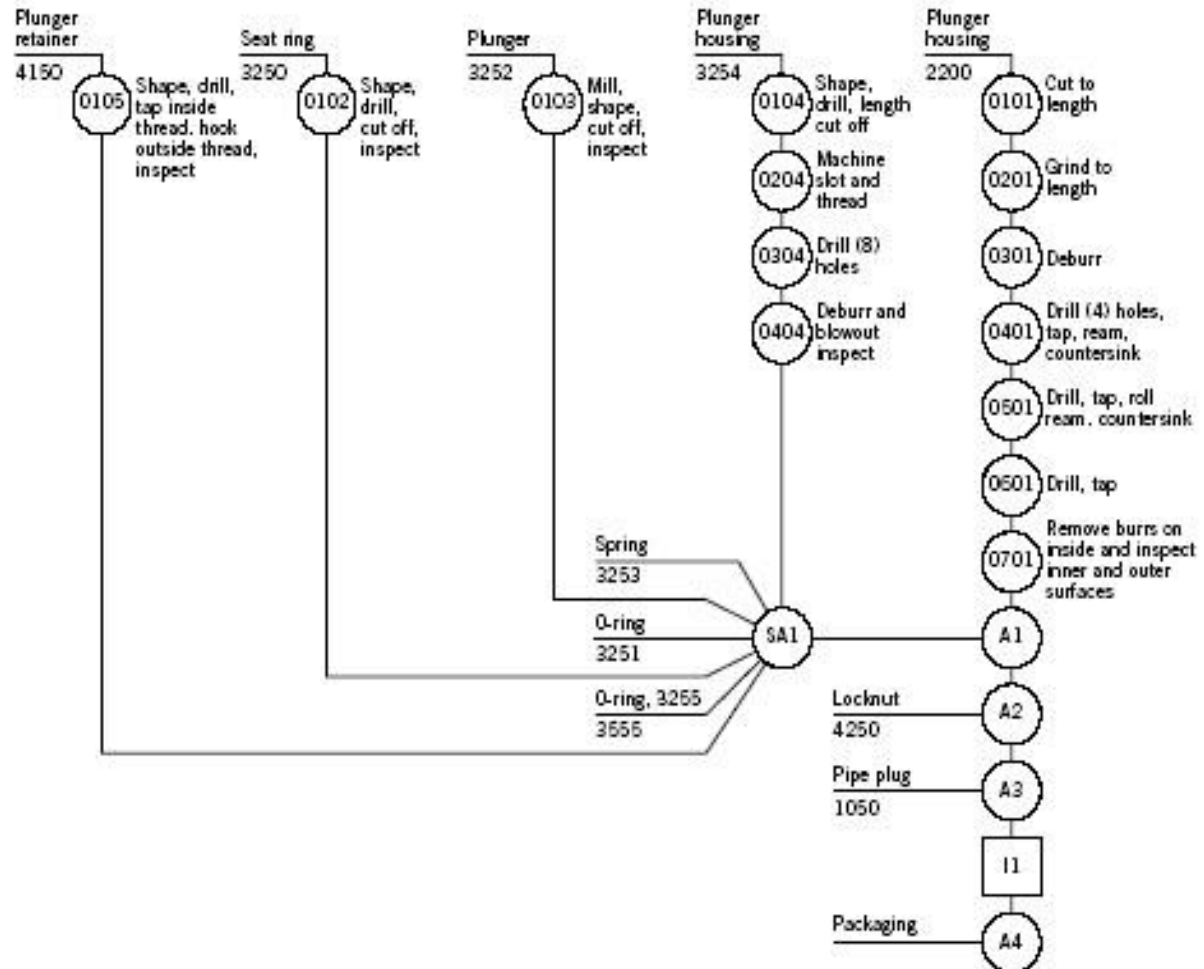 Plunger
retainer
4150
0105
Shape, drill,
tap inside
thread. hook
outside thread,
inspect
Seat ring
3250
0102
Shape,
drill,
cut off,
inspect
Plunger
3252
0103
Mill,
shape,
cut off,
inspect
Plunger
housing
3254
0104
Shape,
drill, length
cut off
0204
Machine
slot and
thread
0304
Drill (8)
holes
0404
Deburr and
blowout
inspect
Plunger
housing
2200
0101
Cut to
length
0201
Grind to
length
0301
Deburr
0401
Drill (4) holes,
tap, ream,
countersink
0501
Drill, tap, roll
ream. countersink
0601
Drill, tap
0701
Remove burrs on
inside and inspect
inner and outer
surfaces
Spring
3253
O-ring
3251
O-ring, 3255
3555
SA1
A1
Locknut
4250
A2
Pipe plug
1050
A3
I1
Packaging
A4